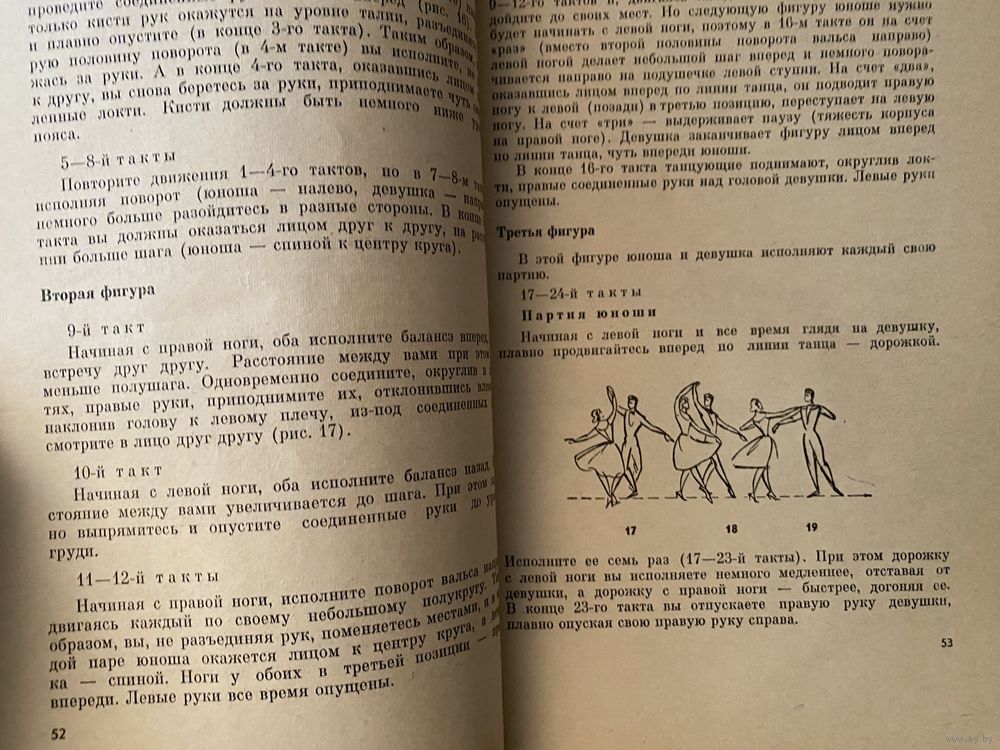 проведите соединенные
только кисти рук окажутся на уровне талии, разъедините
и плавно опустите (в конце 3-го такта). Таким образом,
рую половину поворота (в 4-м такте) вы исполните, не
жась за руки. А в конце 4-го такта, оказавшись лицом
к другу, вы снова беретесь за руки, приподнимаете чуть
ленные локти. Кисти должны быть немного ниже
пояса.
5—8-й такты
Повторите движения 1—4-го тактов, но в 7—8-м
исполняя поворот (юноша — налево, девушка —
немного больше разойдитесь в разные стороны. В конце
такта вы должны оказаться лицом друг к другу, на
нии больше шага (юноша — спиной к центру круга).
Вторая фигура
9-й такт
Начиная с правой ноги, оба исполните балансэ вперед,
встречу друг другу. Расстояние между вами при этом
меньше полушага. Одновременно соедините, округлив в
тях, правые руки, приподнимите их, отклонившись
наклонив голову к левому плечу, из-под соединенных
смотрите в лицо друг другу (рис. 17).
10-й такт
Начиная с левой ноги, оба исполните балансэ назад.
стояние между вами увеличивается до шага. При этом
но выпрямитесь и опустите соединенные руки до
груди.
11—12-й такты
Начиная с правой ноги, исполните поворот вальса
двигаясь каждый по своему небольшому полукругу.
образом, вы, не разъединяя рук, поменяетесь местами, и в
дой паре юноша окажется лицом к центру круга, а
ка — спиной. Ноги у обоих в третьей позиции —
впереди. Левые руки все время опущены.
52
9—12-го тактов и,
дойдите до своих мест. Но следующую фигуру юноше нужно
будет начинать с левой ноги, поэтому в 16-м такте он на счет
«раз» (вместо второй половины поворота вальса направо)
левой ногой делает небольшой шаг вперед и немного повора-
чивается направо на подушечке левой ступни. На счет «два»,
оказавшись лицом вперед по линии танца, он подводит правую
ногу к левой (позади) в третью позицию, переступает на левую
ногу. На счет «три» — выдерживает паузу (тяжесть корпуса
на правой ноге). Девушка заканчивает фигуру лицом вперед
по линии танца, чуть впереди юноши.
В конце 16-го такта танцующие поднимают, округлив лок-
ти, правые соединенные руки над головой девушки. Левые руки
опущены.
Третья фигура
В этой фигуре юноша и девушка исполняют каждый свою
партию.
17—24-й такты
Партия юноши
Начиная с левой ноги и все время глядя на девушку,
плавно продвигайтесь вперед по линии танца — дорожкой.
17 18 19
Исполните ее семь раз (17—23-й такты). При этом дорожку
с левой ноги вы исполняете немного медленнее, отставая от
девушки, а дорожку с правой ноги — быстрее, догоняя ее.
В конце 23-го такта вы отпускаете правую руку девушки,
плавно опуская свою правую руку справа.
53
www.ay.by